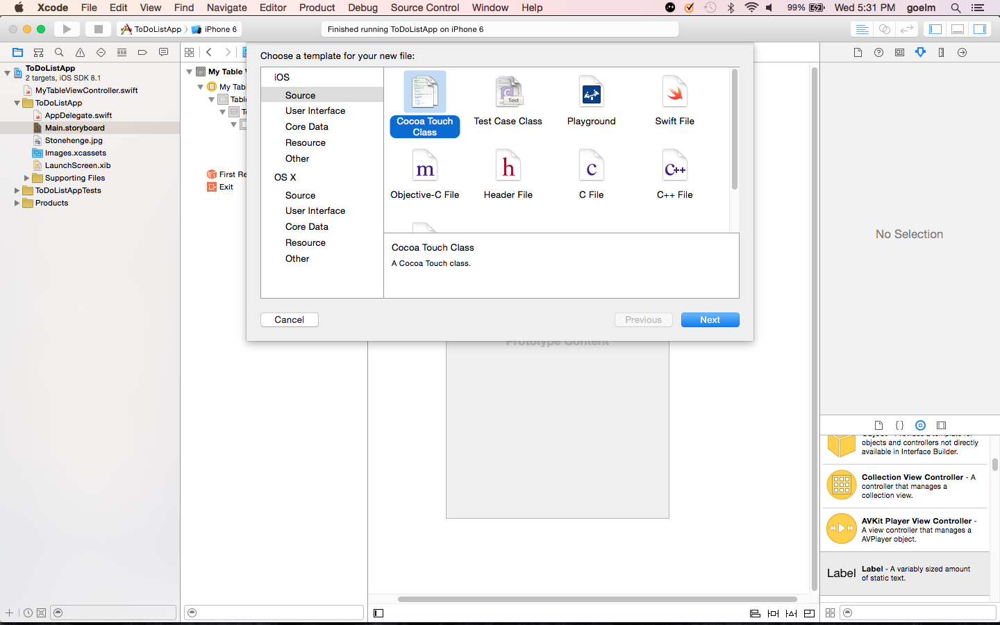 Xcode File Edit View Find Navigate Editor Product Debug Source Control Window Help 99% Wed 5:31 PM goelm
ToDoListApp iPhone 6
Finished running ToDoListApp on iPhone 6
ToDoListApp
2 targets, iOS SDK 8.1
MyTableViewController.swift
ToDoListApp
AppDelegate.swift
Main.storyboard
Stonehenge.jpg
Images.xcassets
LaunchScreen.xib
Supporting Files
ToDoListAppTests
Products
My Table V
My Tab
Table
T
First Re
Exit
Choose a template for your new file:
iOS
Source
User Interface
Core Data
Resource
Other
OS X
Source
User Interface
Core Data
Resource
Other
Cocoa Touch
Class
Test
Test Case Class
Playground
Swift File
m
Objective-C File
h
Header File
c
C File
C++
C++ File
Cocoa Touch Class
A Cocoa Touch class.
Cancel
Previous
Next
Prototype Content
No Selection
{ }
Object - Provides a template for
objects and controllers not directly
available in Interface Builder.
Collection View Controller - A
controller that manages a
collection view.
AVKit Player View Controller -
A view controller that manages a
AVPlayer object.
Label
Label - A variably sized amount
of static text.